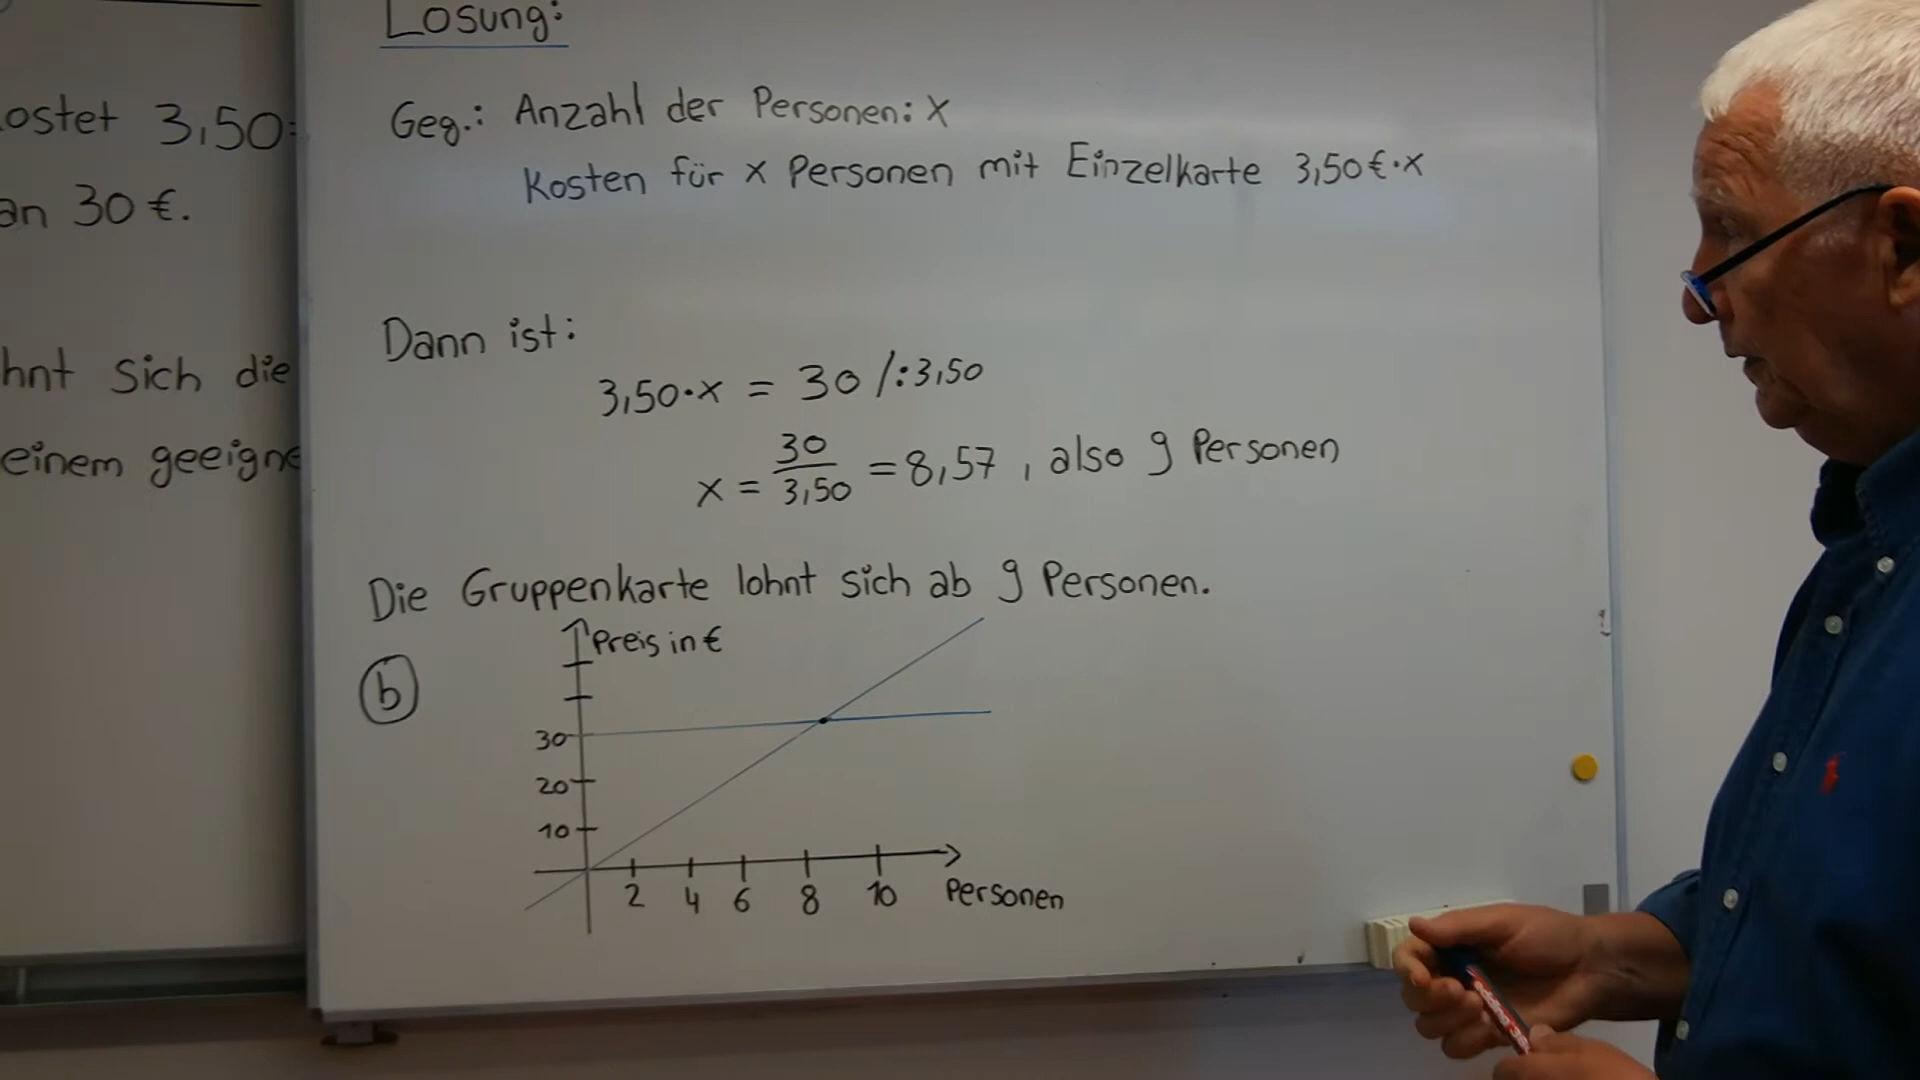 ostet 3,50
an 30 €.
hnt sich die
einem geeigne
Lösung:
Geg.: Anzahl der Personen: x
Kosten für x Personen mit Einzelkarte 3,50 € · x
Dann ist:
3,50 · x = 30 /:3,50
x = 30/3,50 = 8,57, also 9 Personen
Die Gruppenkarte lohnt sich ab 9 Personen.
b
Preis in €
30
20
10
2 4 6 8 10 Personen